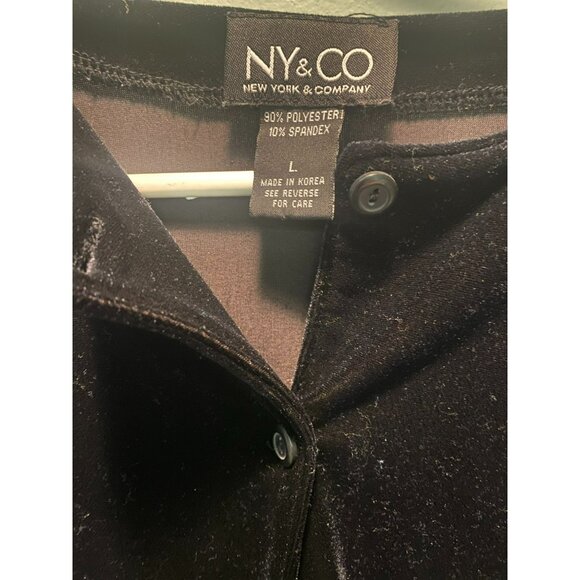 NY&CO
NEW YORK & COMPANY
90% POLYESTER
10% SPANDEX
L
MADE IN KOREA
SEE REVERSE
FOR CARE